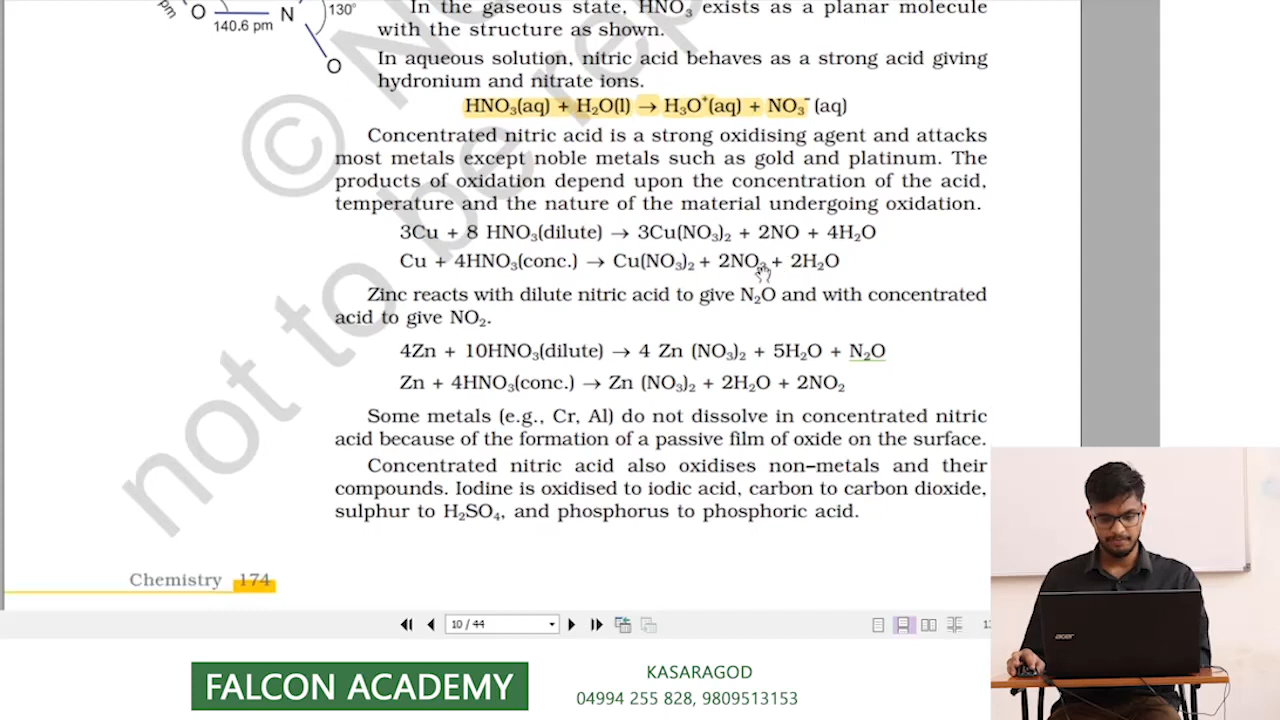 pm
O
N
130°
140.6 pm
O
In the gaseous state, HNO₃ exists as a planar molecule
with the structure as shown.
In aqueous solution, nitric acid behaves as a strong acid giving
hydronium and nitrate ions.
HNO₃(aq) + H₂O(l) → H₃O⁺(aq) + NO₃⁻ (aq)
Concentrated nitric acid is a strong oxidising agent and attacks
most metals except noble metals such as gold and platinum. The
products of oxidation depend upon the concentration of the acid,
temperature and the nature of the material undergoing oxidation.
3Cu + 8 HNO₃(dilute) → 3Cu(NO₃)₂ + 2NO + 4H₂O
Cu + 4HNO₃(conc.) → Cu(NO₃)₂ + 2NO₂ + 2H₂O
Zinc reacts with dilute nitric acid to give N₂O and with concentrated
acid to give NO₂.
4Zn + 10HNO₃(dilute) → 4 Zn (NO₃)₂ + 5H₂O + N₂O
Zn + 4HNO₃(conc.) → Zn (NO₃)₂ + 2H₂O + 2NO₂
Some metals (e.g., Cr, Al) do not dissolve in concentrated nitric
acid because of the formation of a passive film of oxide on the surface.
Concentrated nitric acid also oxidises non–metals and their
compounds. Iodine is oxidised to iodic acid, carbon to carbon dioxide,
sulphur to H₂SO₄, and phosphorus to phosphoric acid.
© N
not to be rep
Chemistry 174
10 / 44
acer
FALCON ACADEMY
KASARAGOD
04994 255 828, 9809513153